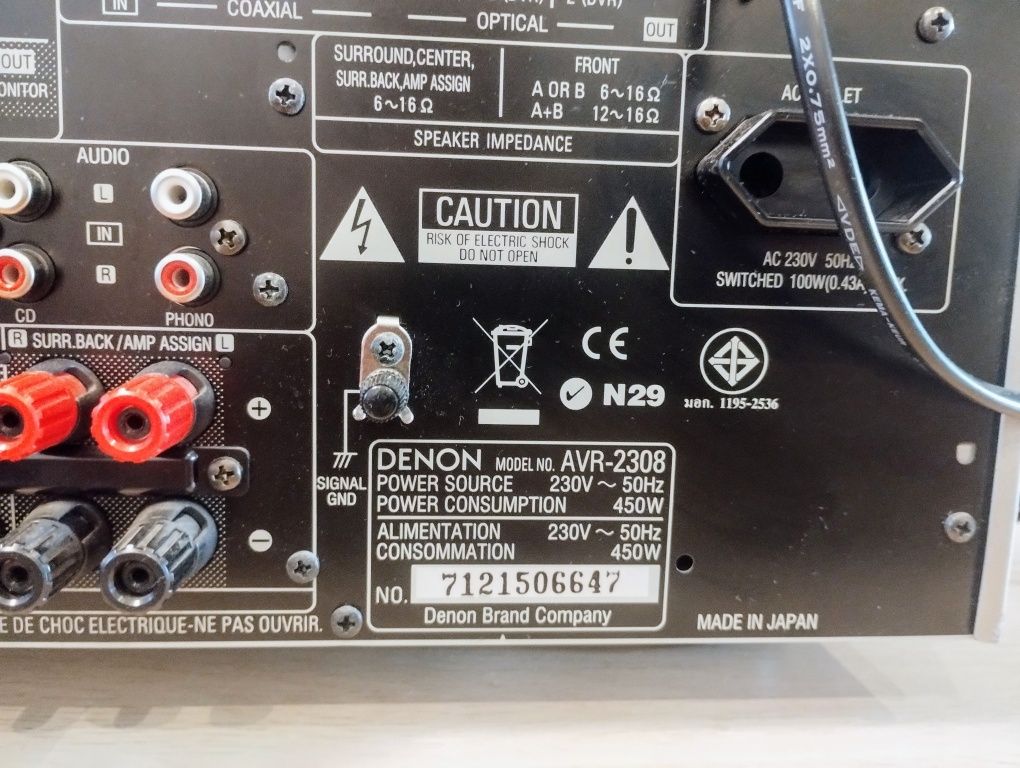 IN
COAXIAL
2 (DVR)
OPTICAL
OUT
OUT
MONITOR
SURROUND,CENTER,
SURR.BACK,AMP ASSIGN
6~16Ω
FRONT
A OR B 6~16Ω
A+B 12~16Ω
SPEAKER IMPEDANCE
2X0.75mm²
AC
LET
AC 230V 50Hz
SWITCHED 100W(0.43A
AUDIO
L
IN
R
CD
PHONO
CAUTION
RISK OF ELECTRIC SHOCK
DO NOT OPEN
R SURR.BACK/AMP ASSIGN L
+
−
SIGNAL
GND
CE
N29
มอก. 1195-2536
DENON MODEL NO. AVR-2308
POWER SOURCE 230V ~ 50Hz
POWER CONSUMPTION 450W
ALIMENTATION 230V ~ 50Hz
CONSOMMATION 450W
NO. 7121506647
Denon Brand Company
E DE CHOC ELECTRIQUE-NE PAS OUVRIR.
MADE IN JAPAN